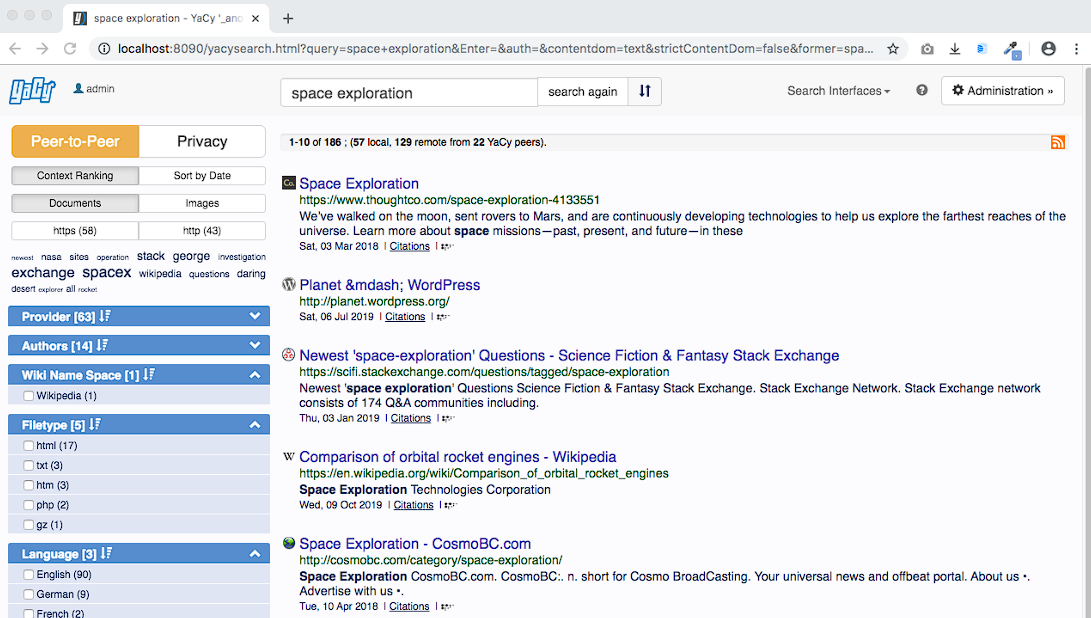 space exploration - YaCy '_ano
localhost:8090/yacysearch.html?query=space+exploration&Enter=&auth=&contentdom=text&strictContentDom=false&former=spa...
YaCy
admin
space exploration
search again
Search Interfaces
Administration »
Peer-to-Peer
Privacy
Context Ranking
Sort by Date
Documents
Images
https (58)
http (43)
newest nasa sites operation stack george investigation
exchange spacex wikipedia questions daring
desert explorer all rocket
Provider [63]
Authors [14]
Wiki Name Space [1]
Wikipedia (1)
Filetype [5]
html (17)
txt (3)
htm (3)
php (2)
gz (1)
Language [3]
English (90)
German (9)
French (2)
1-10 of 186 ; (57 local, 129 remote from 22 YaCy peers).
Co.
Space Exploration
https://www.thoughtco.com/space-exploration-4133551
We've walked on the moon, sent rovers to Mars, and are continuously developing technologies to help us explore the farthest reaches of the
universe. Learn more about space missions—past, present, and future—in these
Sat, 03 Mar 2018 | Citations |
Planet &mdash; WordPress
http://planet.wordpress.org/
Sat, 06 Jul 2019 | Citations |
Newest 'space-exploration' Questions - Science Fiction & Fantasy Stack Exchange
https://scifi.stackexchange.com/questions/tagged/space-exploration
Newest 'space exploration' Questions Science Fiction & Fantasy Stack Exchange. Stack Exchange Network. Stack Exchange network
consists of 174 Q&A communities including.
Thu, 03 Jan 2019 | Citations |
W Comparison of orbital rocket engines - Wikipedia
https://en.wikipedia.org/wiki/Comparison_of_orbital_rocket_engines
Space Exploration Technologies Corporation
Wed, 09 Oct 2019 | Citations |
Space Exploration - CosmoBC.com
http://cosmobc.com/category/space-exploration/
Space Exploration CosmoBC.com. CosmoBC:. n. short for Cosmo BroadCasting. Your universal news and offbeat portal. About us •.
Advertise with us •.
Tue, 10 Apr 2018 | Citations |